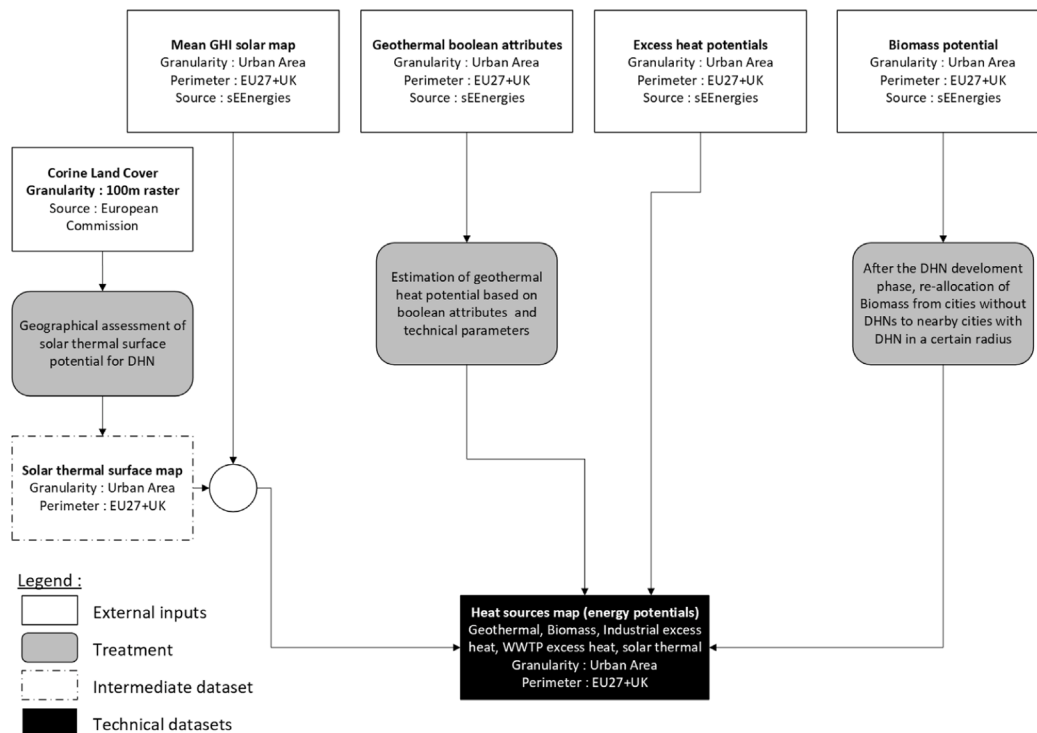 Mean GHI solar map
Granularity : Urban Area
Perimeter : EU27+UK
Source : sEEnergies
Geothermal boolean attributes
Granularity : Urban Area
Perimeter : EU27+UK
Source : sEEnergies
Excess heat potentials
Granularity : Urban Area
Perimeter : EU27+UK
Source : sEEnergies
Biomass potential
Granularity : Urban Area
Perimeter : EU27+UK
Source : sEEnergies
Corine Land Cover
Granularity : 100m raster
Source : European
Commission
Geographical assessment of
solar thermal surface
potential for DHN
Estimation of geothermal
heat potential based on
boolean attributes and
technical parameters
After the DHN develoment
phase, re-allocation of
Biomass from cities without
DHNs to nearby cities with
DHN in a certain radius
Solar thermal surface map
Granularity : Urban Area
Perimeter : EU27+UK
Heat sources map (energy potentials)
Geothermal, Biomass, Industrial excess
heat, WWTP excess heat, solar thermal
Granularity : Urban Area
Perimeter : EU27+UK
Legend :
External inputs
Treatment
Intermediate dataset
Technical datasets